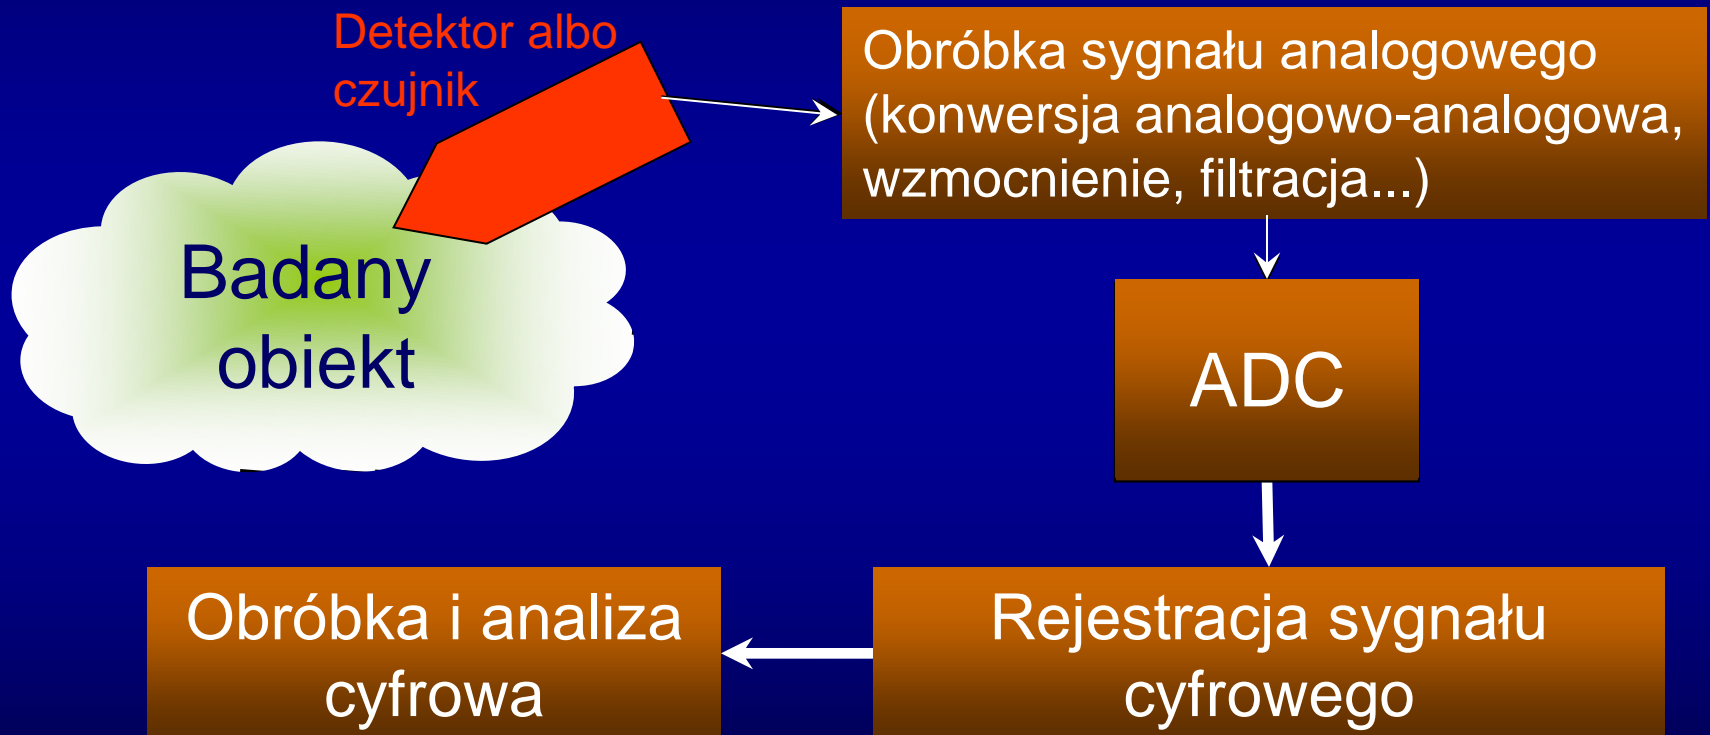 Detektor albo
czujnik
Obróbka sygnału analogowego
(konwersja analogowo-analogowa,
wzmocnienie, filtracja...)
Badany
obiekt
ADC
Obróbka i analiza
cyfrowa
Rejestracja sygnału
cyfrowego